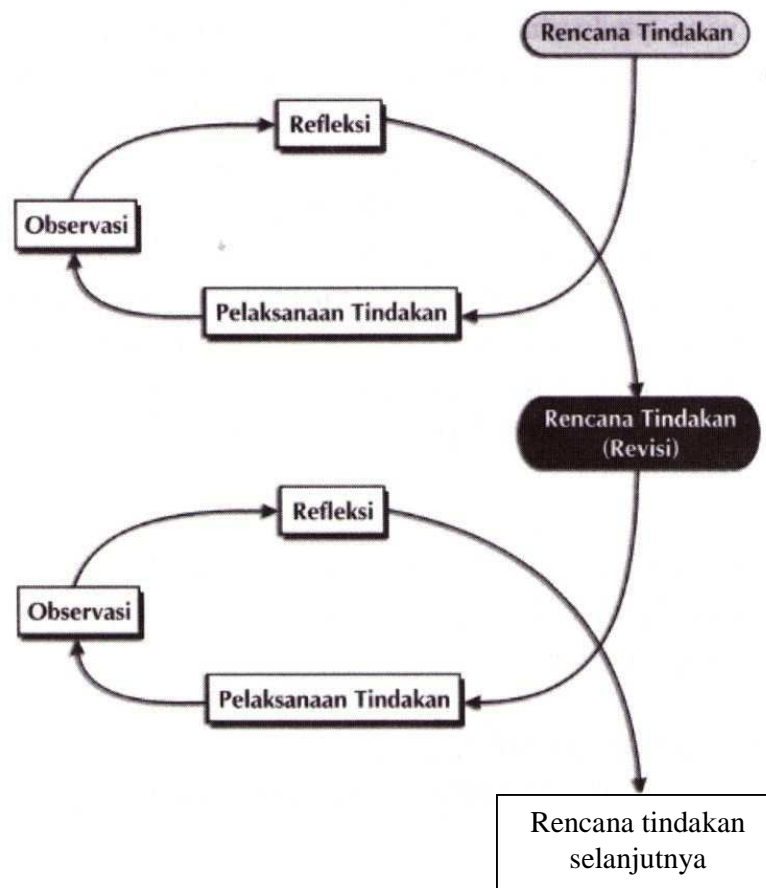 Rencana Tindakan
Refleksi
Observasi
Pelaksanaan Tindakan
Rencana Tindakan
(Revisi)
Refleksi
Observasi
Pelaksanaan Tindakan
Rencana tindakan
selanjutnya